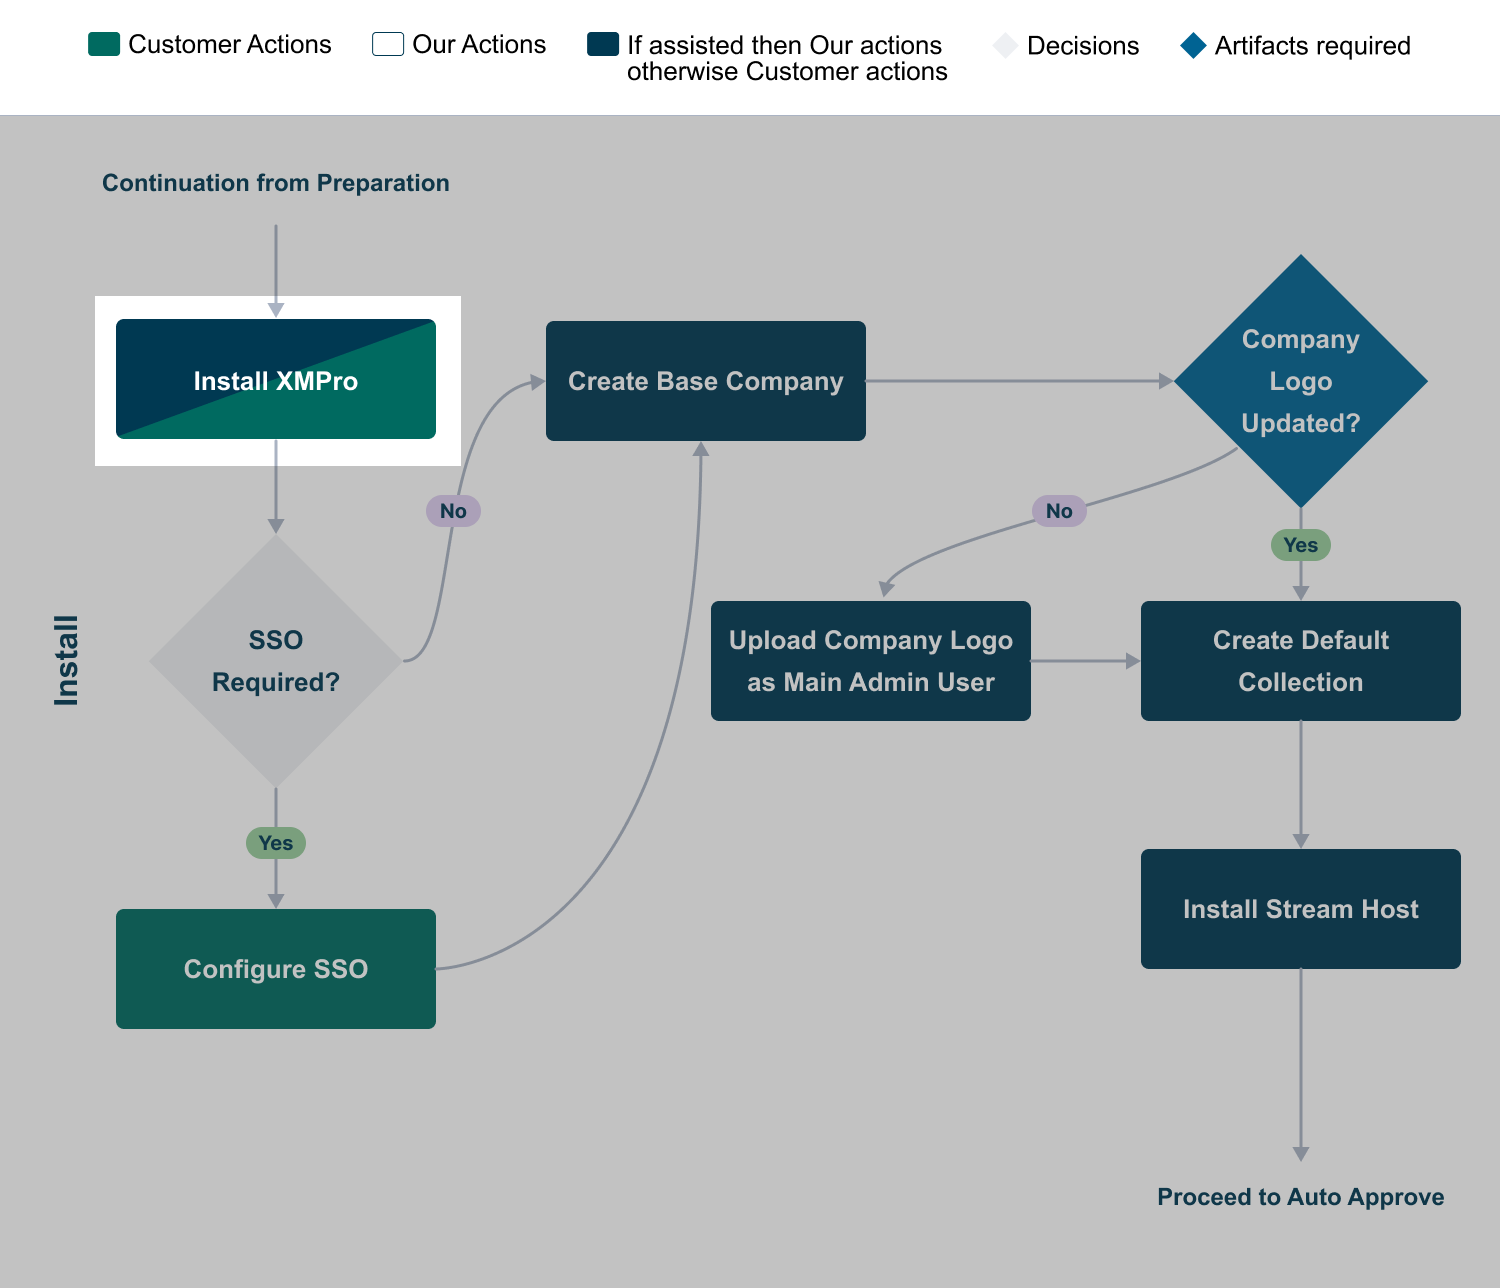 Customer Actions
Our Actions
If assisted then Our actions
otherwise Customer actions
Decisions
Artifacts required
Continuation from Preparation
Install XMPro
Create Base Company
Company
Logo
Updated?
No
No
Yes
Install
SSO
Required?
Upload Company Logo
as Main Admin User
Create Default
Collection
Yes
Configure SSO
Install Stream Host
Proceed to Auto Approve